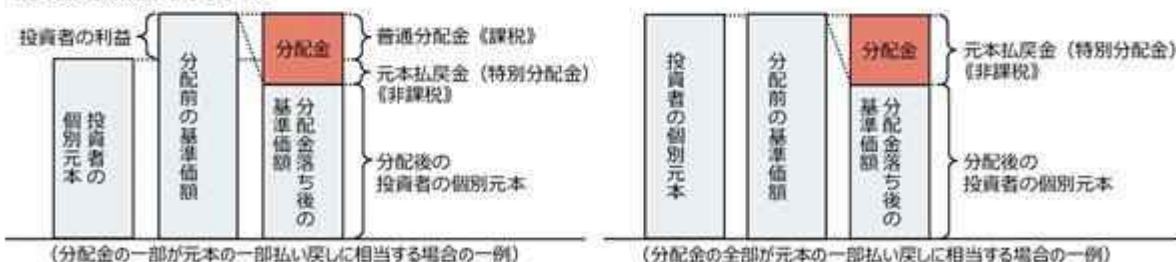 投資者の利益
投資者の
個別元本
分配前の基準価額
分配金
分配金落ち後の
基準価額
普通分配金《課税》
元本払戻金(特別分配金)
《非課税》
分配後の
投資者の個別元本
(分配金の一部が元本の一部払い戻しに相当する場合の一例)
投資者の個別元本
分配前の基準価額
分配金
分配金落ち後の
基準価額
元本払戻金(特別分配金)
《非課税》
分配後の
投資者の個別元本
(分配金の全部が元本の一部払い戻しに相当する場合の一例)